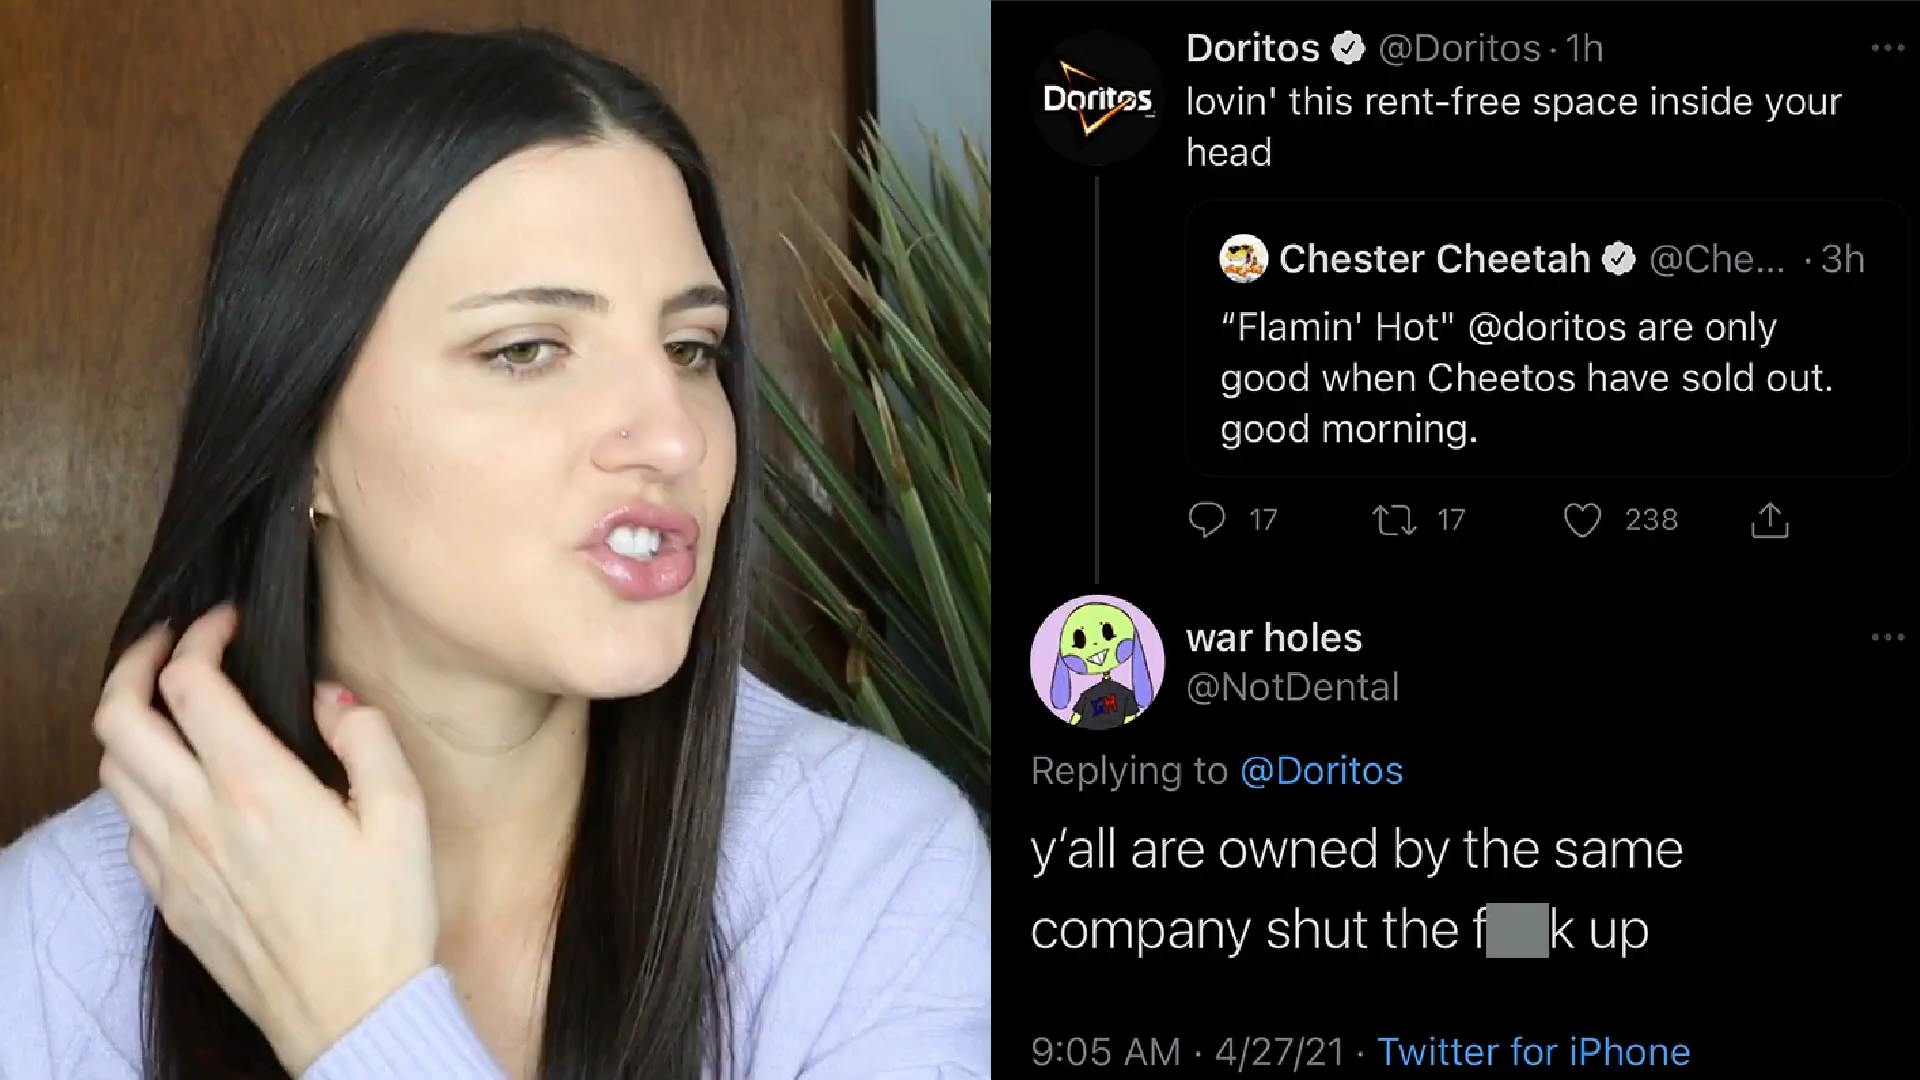 Doritos @Doritos · 1h
Doritos
lovin' this rent-free space inside your
head
Chester Cheetah @Che... · 3h
“Flamin' Hot" @doritos are only
good when Cheetos have sold out.
good morning.
17 17 238
war holes
@NotDental
Replying to @Doritos
y‘all are owned by the same
company shut the f k up
9:05 AM · 4/27/21 · Twitter for iPhone